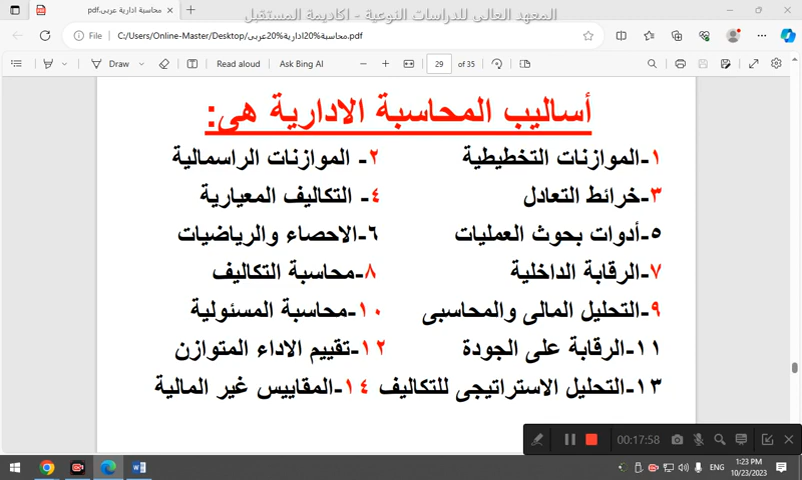 المعهد العالى للدراسات النوعية - اكاديمة المستقبل
محاسبة ادارية عربى.pdf
File | C:/Users/Online-Master/Desktop/محاسبة%20ادارية%20عربى.pdf
Draw Read aloud Ask Bing AI 29 of 35
أساليب المحاسبة الادارية هى:
١-الموازنات التخطيطية ٢- الموازنات الراسمالية
٣-خرائط التعادل ٤- التكاليف المعيارية
٥-أدوات بحوث العمليات ٦-الاحصاء والرياضيات
٧-الرقابة الداخلية ٨-محاسبة التكاليف
٩-التحليل المالى والمحاسبى ١٠-محاسبة المسئولية
١١-الرقابة على الجودة ١٢-تقييم الاداء المتوازن
١٣-التحليل الاستراتيجى للتكاليف ١٤-المقاييس غير المالية
00:17:58
ENG 1:23 PM
10/23/2023